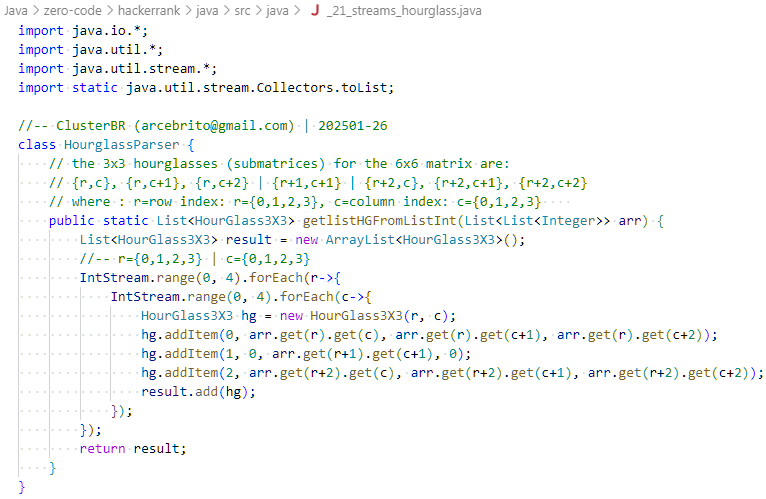 Java > zero-code > hackerrank > java > src > java > J _21_streams_hourglass.java
import java.io.*;
import java.util.*;
import java.util.stream.*;
import static java.util.stream.Collectors.toList;

//-- ClusterBR (arcebrito@gmail.com) | 202501-26
class HourglassParser {
    // the 3x3 hourglasses (submatrices) for the 6x6 matrix are:
    // {r,c}, {r,c+1}, {r,c+2} | {r+1,c+1} | {r+2,c}, {r+2,c+1}, {r+2,c+2}
    // where : r=row index: r={0,1,2,3}, c=column index: c={0,1,2,3}
    public static List<HourGlass3X3> getlistHGFromListInt(List<List<Integer>> arr) {
        List<HourGlass3X3> result = new ArrayList<HourGlass3X3>();
        //-- r={0,1,2,3} | c={0,1,2,3}
        IntStream.range(0, 4).forEach(r->{
            IntStream.range(0, 4).forEach(c->{
                HourGlass3X3 hg = new HourGlass3X3(r, c);
                hg.addItem(0, arr.get(r).get(c), arr.get(r).get(c+1), arr.get(r).get(c+2));
                hg.addItem(1, 0, arr.get(r+1).get(c+1), 0);
                hg.addItem(2, arr.get(r+2).get(c), arr.get(r+2).get(c+1), arr.get(r+2).get(c+2));
                result.add(hg);
            });
        });
        return result;
    }
}